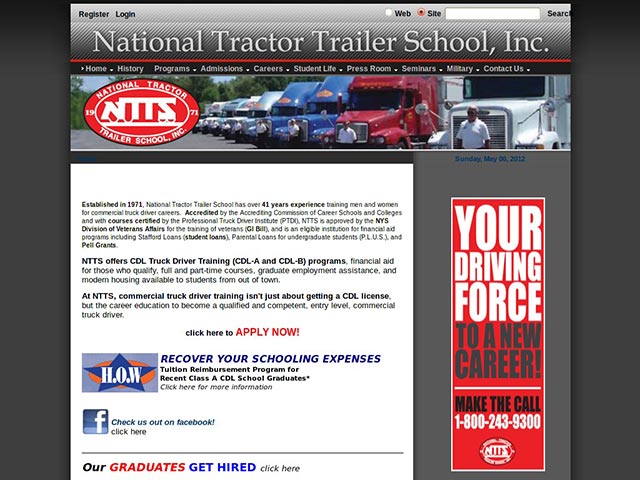 Register Login
Web Site Search
National Tractor Trailer School, Inc.
Home History Programs Admissions Careers Student Life Press Room Seminars Military Contact Us
NATIONAL TRACTOR
19 NTTS 71
TRAILER SCHOOL, INC.
Sunday, May 06, 2012
Established in 1971, National Tractor Trailer School has over 41 years experience training men and women
for commercial truck driver careers. Accredited by the Accrediting Commission of Career Schools and Colleges
and with courses certified by the Professional Truck Driver Institute (PTDI), NTTS is approved by the NYS
Division of Veterans Affairs for the training of veterans (GI Bill), and is an eligible institution for financial aid
programs including Stafford Loans (student loans), Parental Loans for undergraduate students (P.L.U.S.), and
Pell Grants.
NTTS offers CDL Truck Driver Training (CDL-A and CDL-B) programs, financial aid
for those who qualify, full and part-time courses, graduate employment assistance, and
modern housing available to students from out of town.
At NTTS, commercial truck driver training isn't just about getting a CDL license,
but the career education to become a qualified and competent, entry level, commercial
truck driver.
click here to APPLY NOW!
H.O.W
RECOVER YOUR SCHOOLING EXPENSES
Tuition Reimbursement Program for
Recent Class A CDL School Graduates*
Click here for more information
f
Check us out on facebook!
click here
Our GRADUATES GET HIRED click here
YOUR
DRIVING
FORCE
TO A NEW
CAREER!
MAKE THE CALL
1-800-243-9300
NTTS